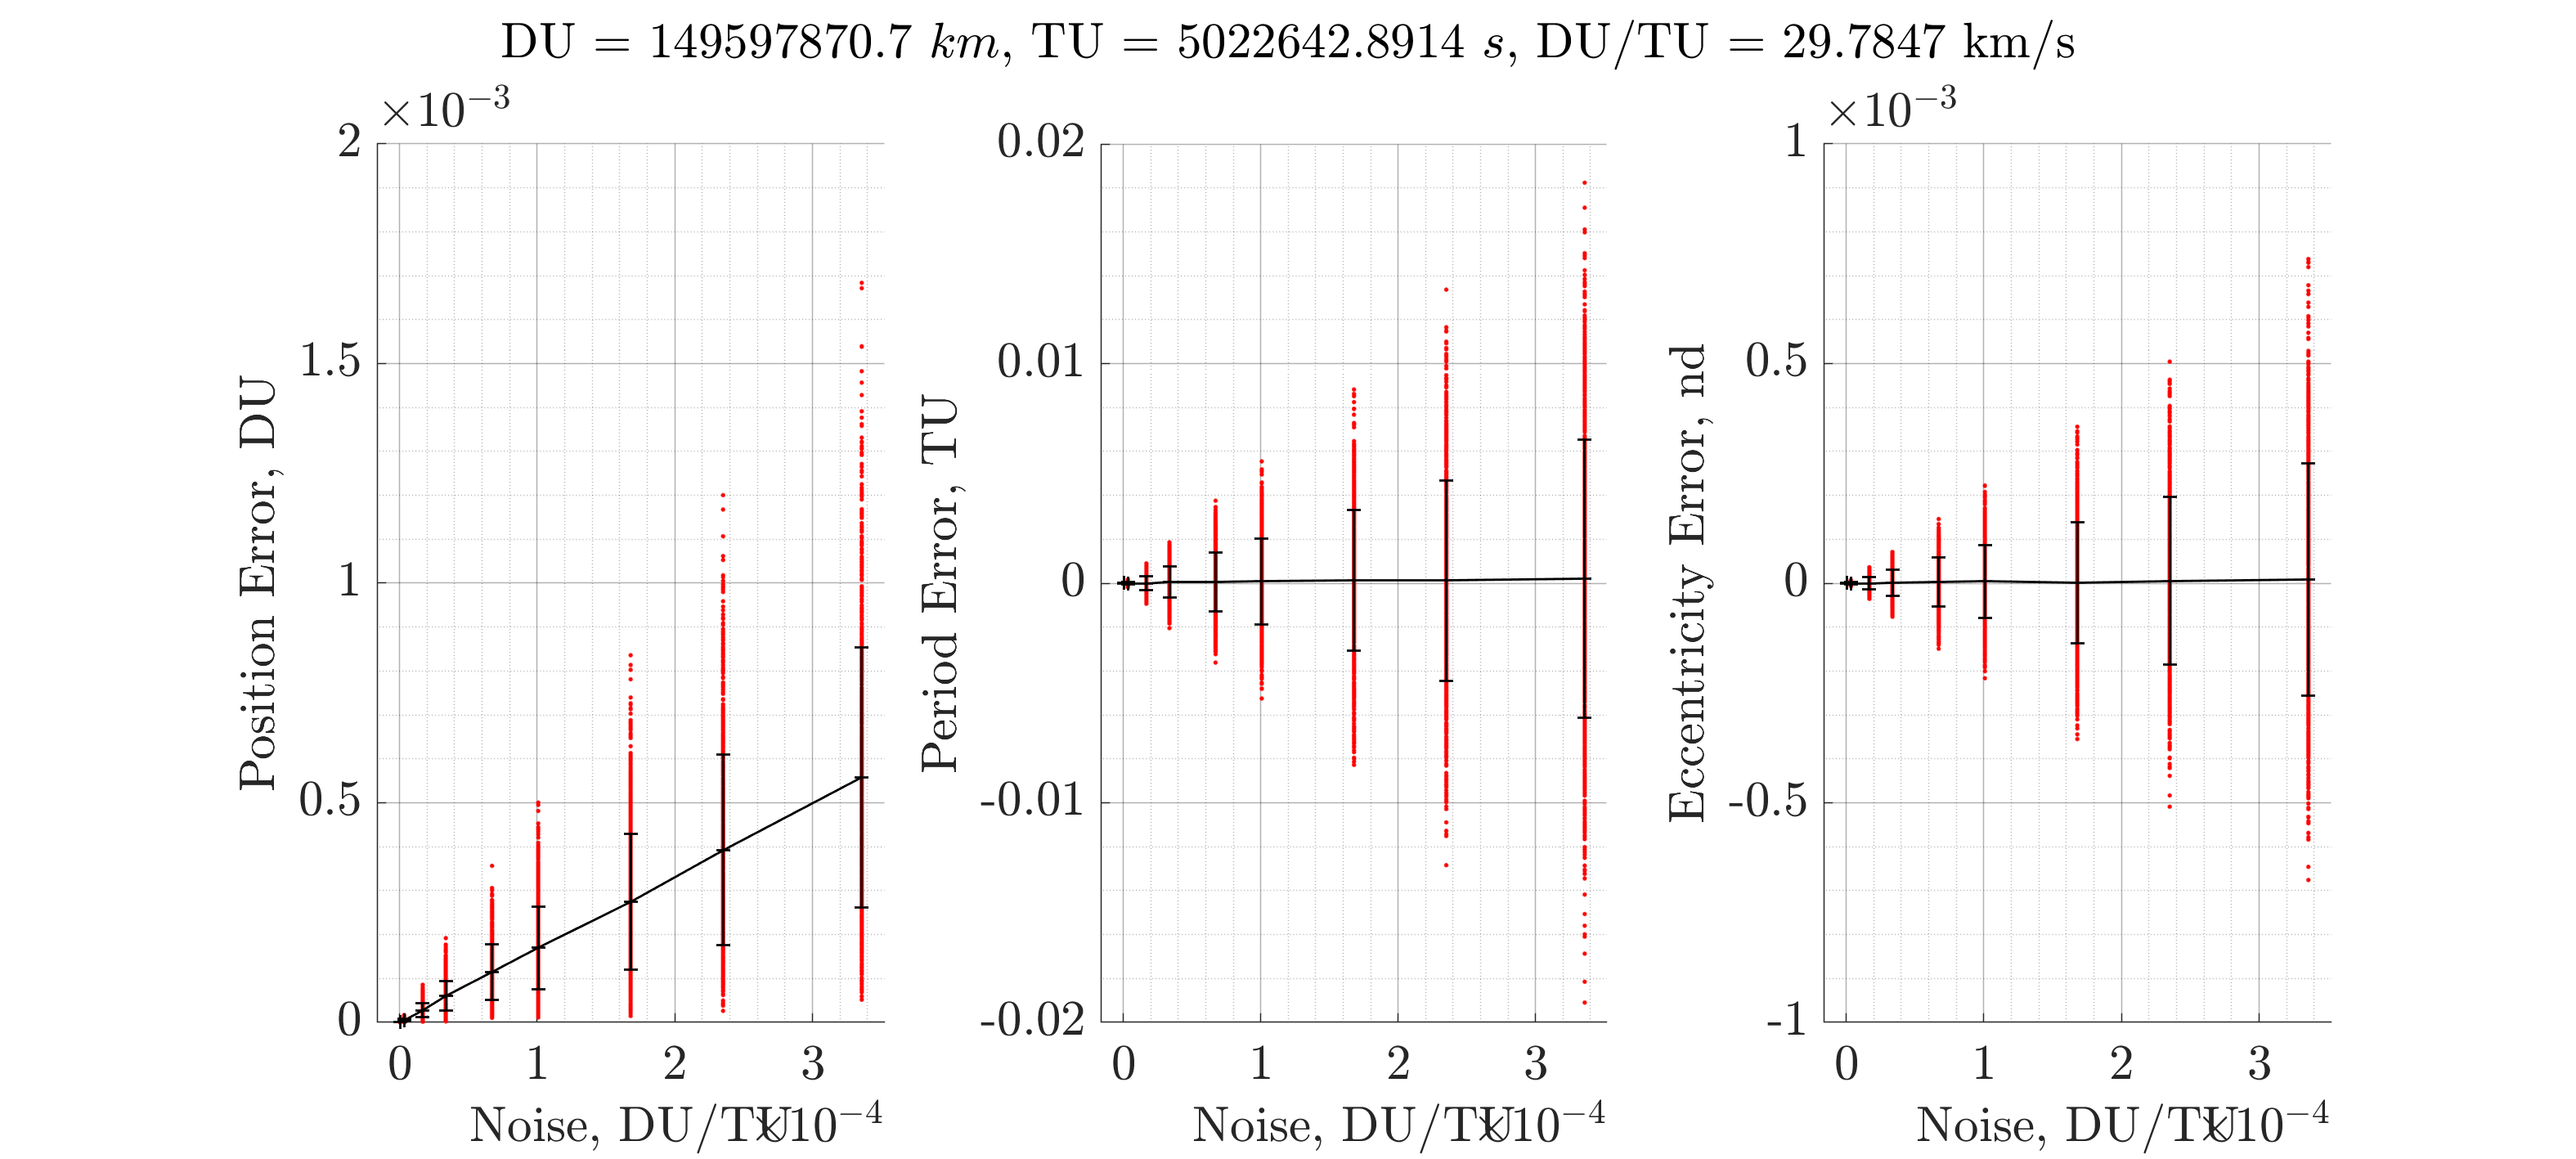 DU = 149597870.7 km, TU = 5022642.8914 s, DU/TU = 29.7847 km/s
×10⁻³
2
1.5
1
0.5
0
Position Error, DU
0 1 2 3
Noise, DU/TU
×10⁻⁴
0.02
0.01
0
-0.01
-0.02
Period Error, TU
0 1 2 3
Noise, DU/TU
×10⁻⁴
×10⁻³
1
0.5
0
-0.5
-1
Eccentricity Error, nd
0 1 2 3
Noise, DU/TU
×10⁻⁴